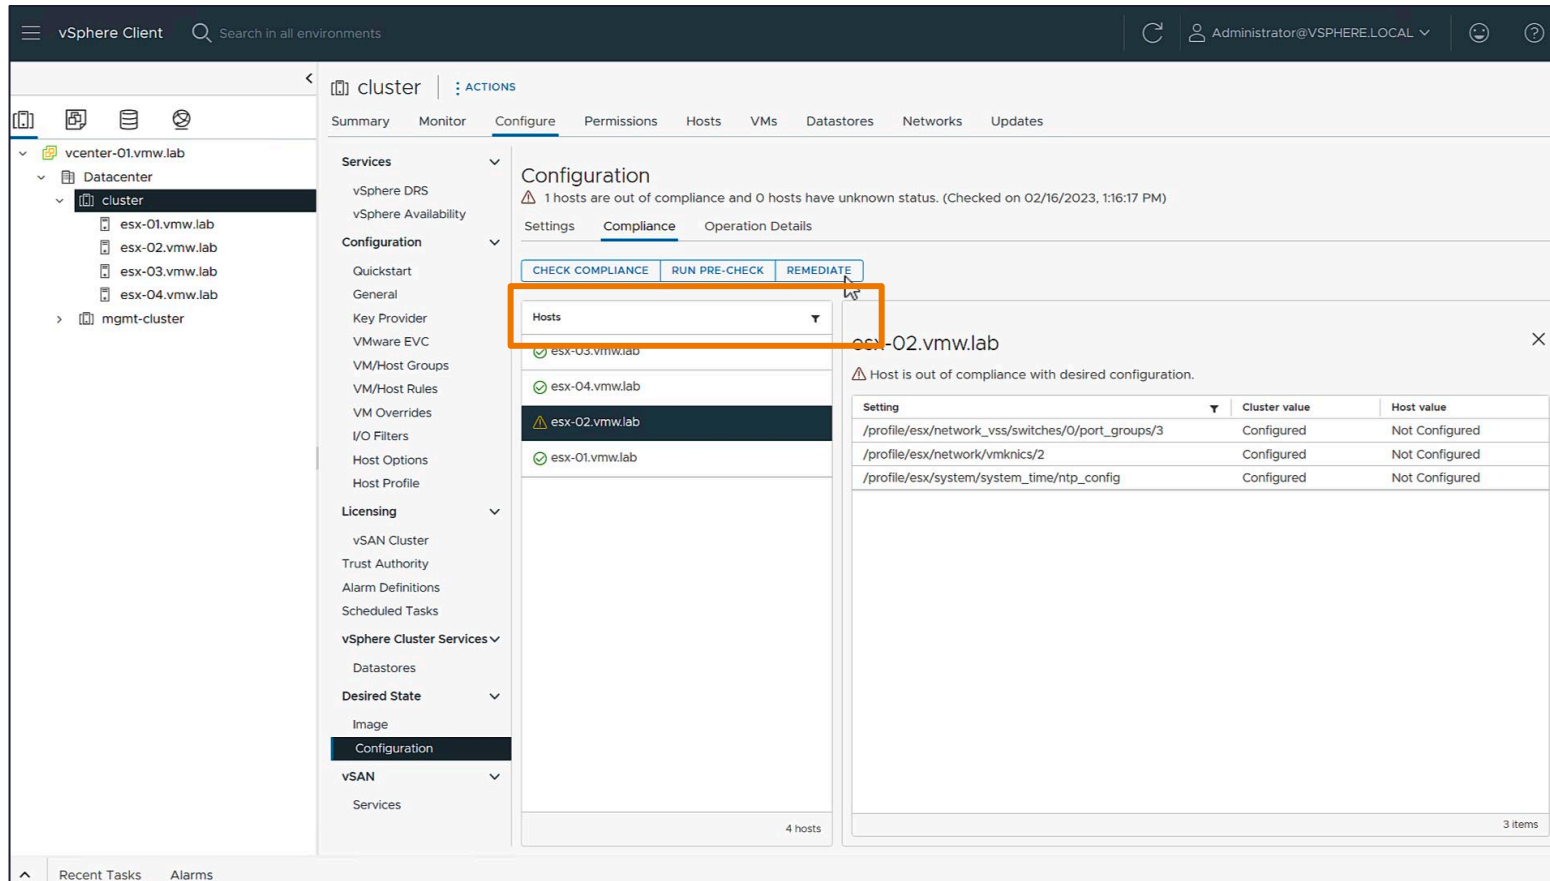 vSphere Client
Search in all environments
Administrator@VSPHERE.LOCAL
cluster
ACTIONS
Summary
Monitor
Configure
Permissions
Hosts
VMs
Datastores
Networks
Updates
vcenter-01.vmw.lab
Datacenter
cluster
esx-01.vmw.lab
esx-02.vmw.lab
esx-03.vmw.lab
esx-04.vmw.lab
mgmt-cluster
Services
vSphere DRS
vSphere Availability
Configuration
Quickstart
General
Key Provider
VMware EVC
VM/Host Groups
VM/Host Rules
VM Overrides
I/O Filters
Host Options
Host Profile
Licensing
vSAN Cluster
Trust Authority
Alarm Definitions
Scheduled Tasks
vSphere Cluster Services
Datastores
Desired State
Image
Configuration
vSAN
Services
Configuration
1 hosts are out of compliance and 0 hosts have unknown status. (Checked on 02/16/2023, 1:16:17 PM)
Settings
Compliance
Operation Details
CHECK COMPLIANCE
RUN PRE-CHECK
REMEDIATE
Hosts
esx-03.vmw.lab
esx-04.vmw.lab
esx-02.vmw.lab
esx-01.vmw.lab
4 hosts
esx-02.vmw.lab
Host is out of compliance with desired configuration.
Setting Cluster value Host value
/profile/esx/network_vss/switches/0/port_groups/3 Configured Not Configured
/profile/esx/network/vmknics/2 Configured Not Configured
/profile/esx/system/system_time/ntp_config Configured Not Configured
3 items
Recent Tasks
Alarms